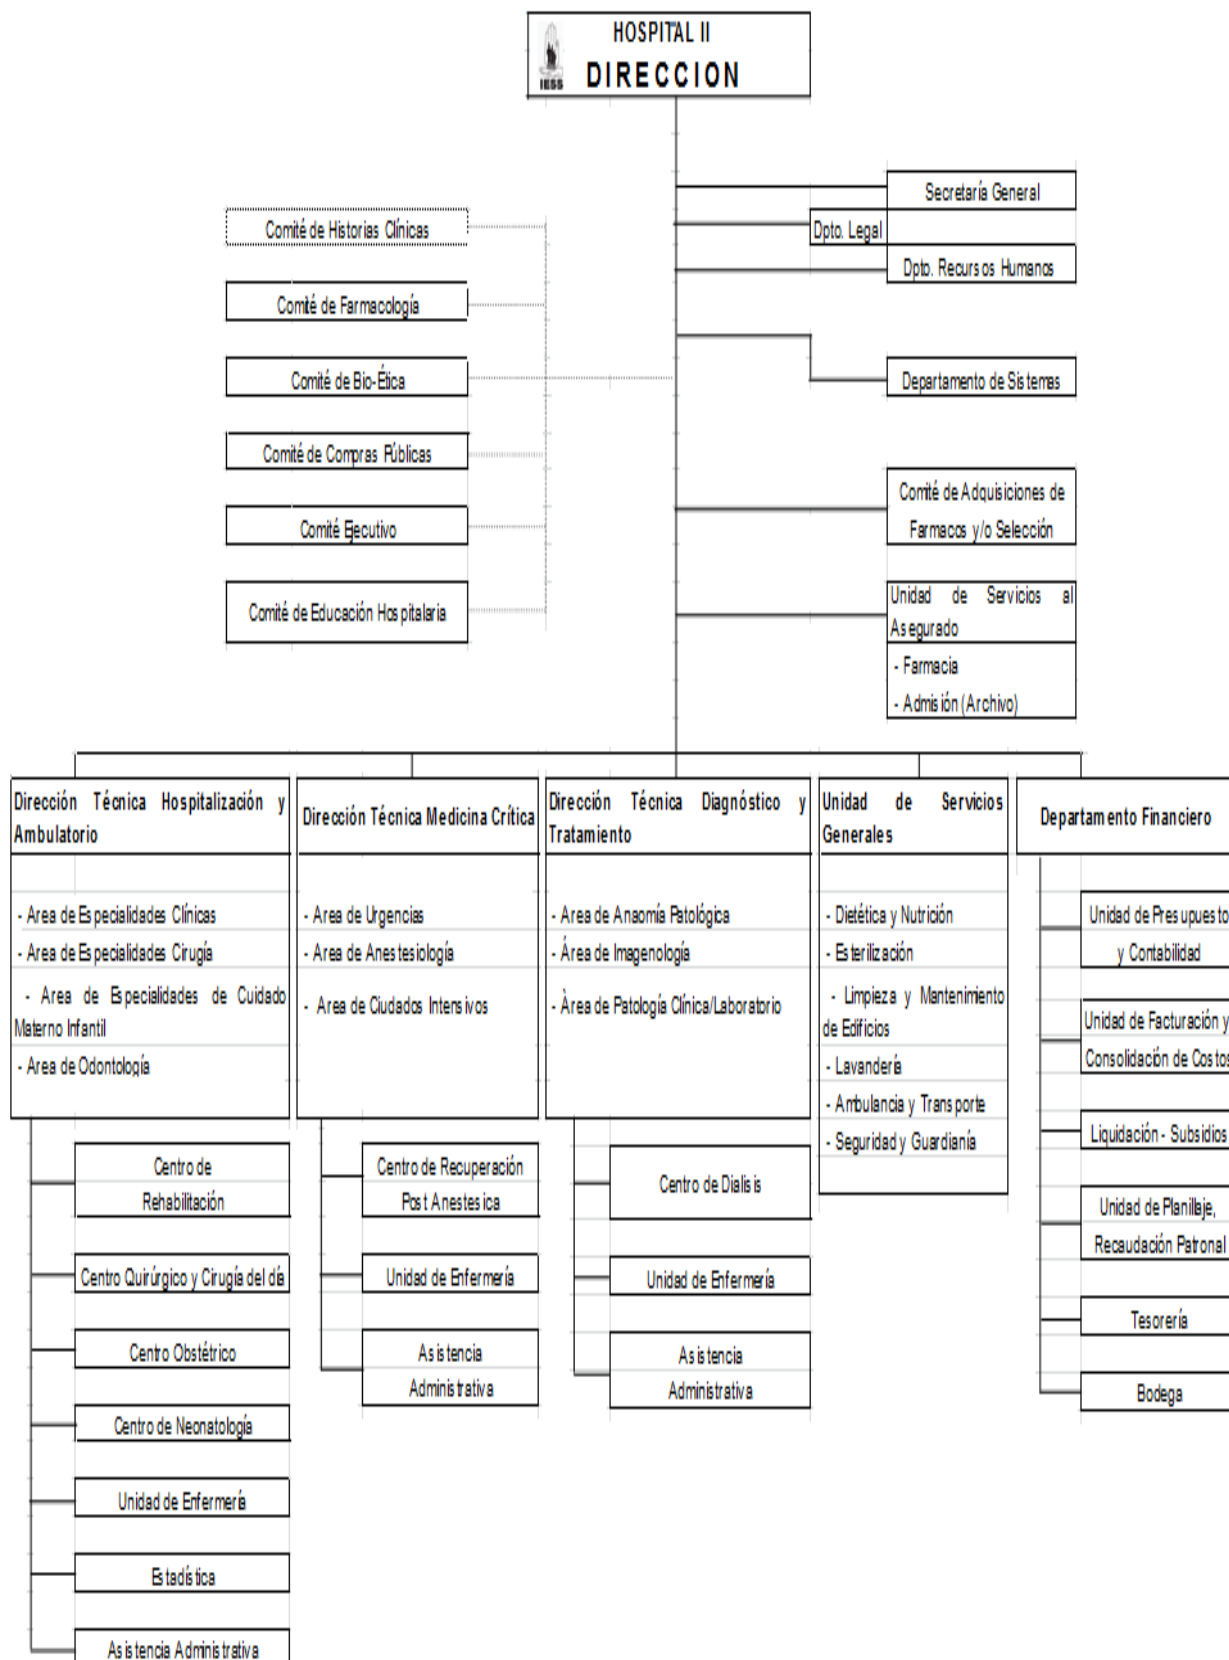 HOSPITAL II
IESS
DIRECCION
Secretaría General
Comité de Historias Clínicas
Dpto. Legal
Dpto. Recursos Humanos
Comité de Farmacología
Comité de Bio-Ética
Departamento de Sistemas
Comité de Compras Públicas
Comité de Adquisiciones de
Farmacos y/o Selección
Comité Ejecutivo
Comité de Educación Hospitalaria
Unidad de Servicios al
Asegurado
- Farmacia
- Admisión (Archivo)
Dirección Técnica Hospitalización y
Ambulatorio
- Area de Especialidades Clínicas
- Area de Especialidades Cirugía
- Area de Especialidades de Cuidado
Materno Infantil
- Area de Odontología
Centro de
Rehabilitación
Centro Quirúrgico y Cirugía del día
Centro Obstétrico
Centro de Neonatología
Unidad de Enfermería
Estadística
Asistencia Administrativa
Dirección Técnica Medicina Crítica
- Area de Urgencias
- Area de Anestesiología
- Area de Ciudados Intensivos
Centro de Recuperación
Post Anestesica
Unidad de Enfermería
Asistencia
Administrativa
Dirección Técnica Diagnóstico y
Tratamiento
- Area de Anaomía Patológica
- Área de Imagenología
- Àrea de Patología Clínica/Laboratorio
Centro de Dialisis
Unidad de Enfermería
Asistencia
Administrativa
Unidad de Servicios
Generales
- Dietética y Nutrición
- Esterilización
- Limpieza y Mantenimiento
de Edificios
- Lavandería
- Ambulancia y Transporte
- Seguridad y Guardianía
Departamento Financiero
Unidad de Presupuesto
y Contabilidad
Unidad de Facturación y
Consolidación de Costos
Liquidación - Subsidios
Unidad de Planillaje,
Recaudación Patronal
Tesorería
Bodega